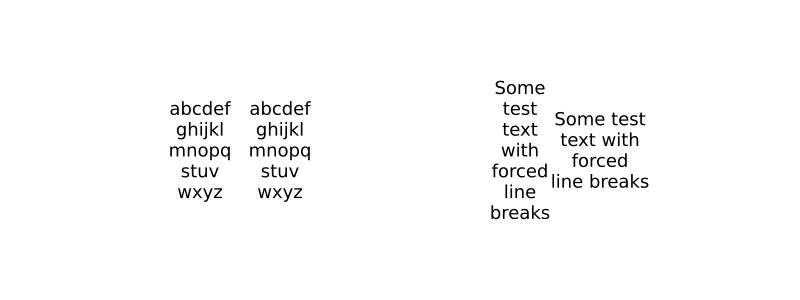 abcdef
ghijkl
mnopq
stuv
wxyz
abcdef
ghijkl
mnopq
stuv
wxyz
Some
test
text
with
forced
line
breaks
Some test
text with
forced
line breaks